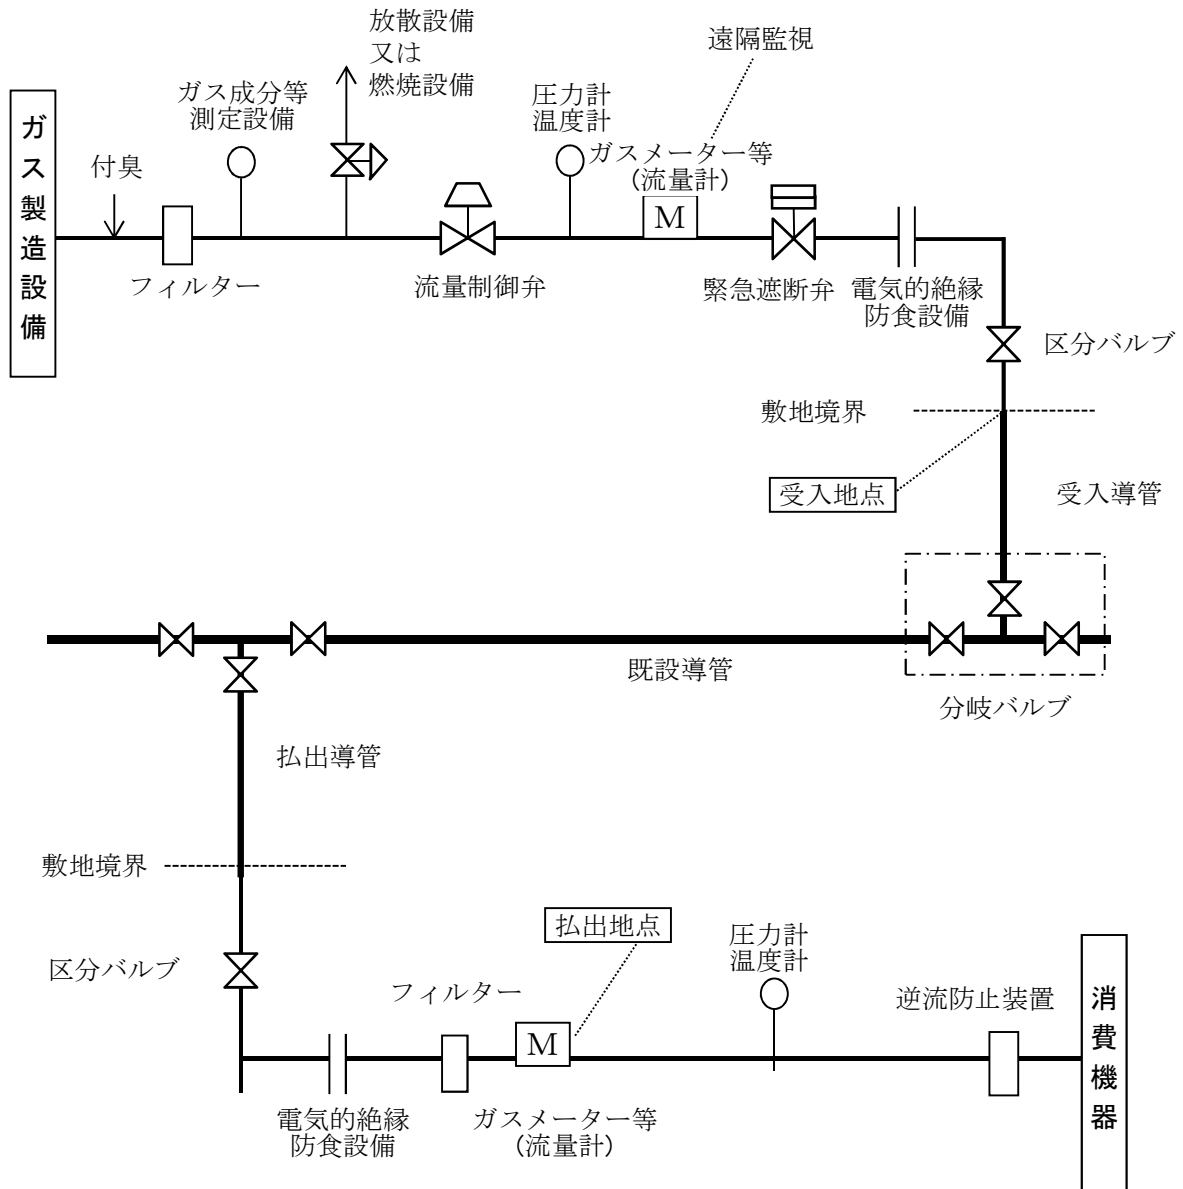 放散設備
又は
燃焼設備
遠隔監視
ガス成分等
測定設備
圧力計
温度計
ガスメーター等
（流量計）
付臭
ガス製造設備
M
フィルター
流量制御弁
緊急遮断弁
電気的絶縁
防食設備
区分バルブ
敷地境界
受入地点
受入導管
既設導管
分岐バルブ
払出導管
敷地境界
払出地点
圧力計
温度計
区分バルブ
フィルター
逆流防止装置
消費機器
M
電気的絶縁
防食設備
ガスメーター等
（流量計）